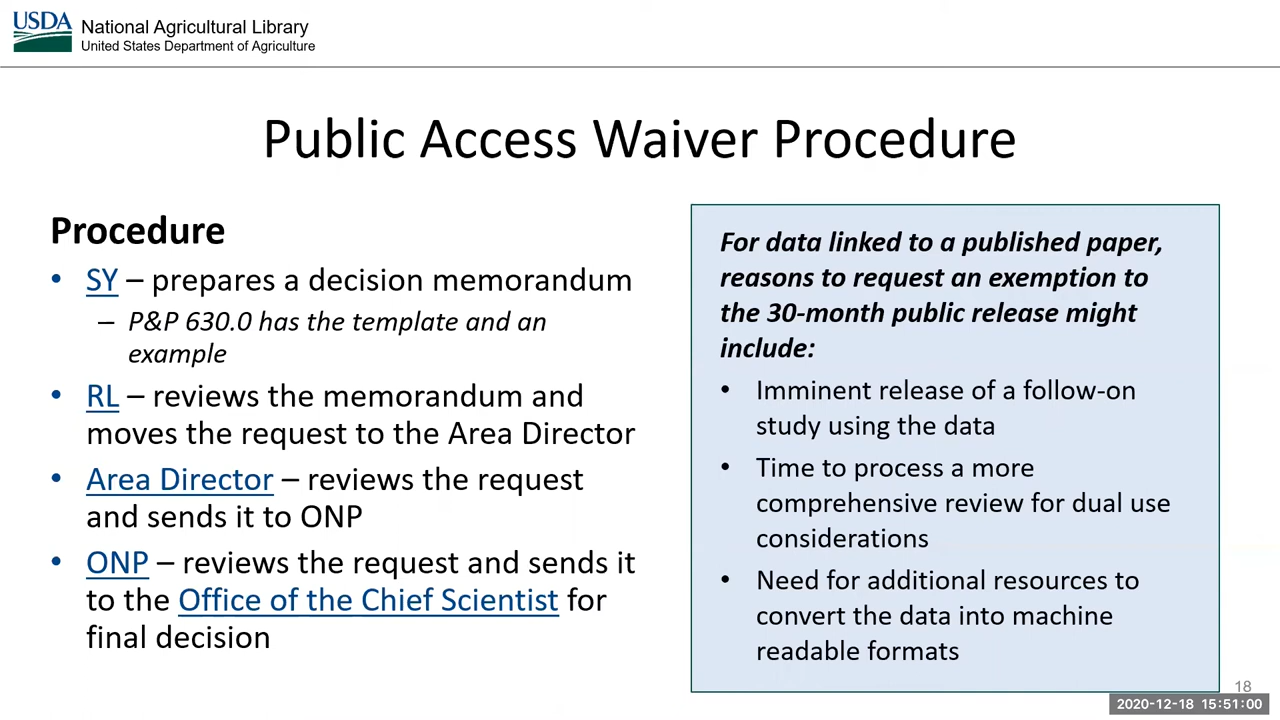 USDA
National Agricultural Library
United States Department of Agriculture
Public Access Waiver Procedure
Procedure
• SY – prepares a decision memorandum
– P&P 630.0 has the template and an
example
• RL – reviews the memorandum and
moves the request to the Area Director
• Area Director – reviews the request
and sends it to ONP
• ONP – reviews the request and sends it
to the Office of the Chief Scientist for
final decision
For data linked to a published paper,
reasons to request an exemption to
the 30-month public release might
include:
• Imminent release of a follow-on
study using the data
• Time to process a more
comprehensive review for dual use
considerations
• Need for additional resources to
convert the data into machine
readable formats
18
2020-12-18 15:51:00